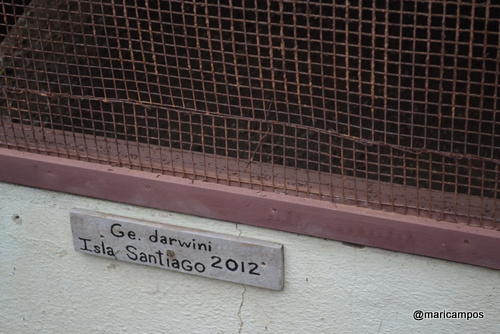 Ge. darwini
Isla Santiago 2012
@maricampos